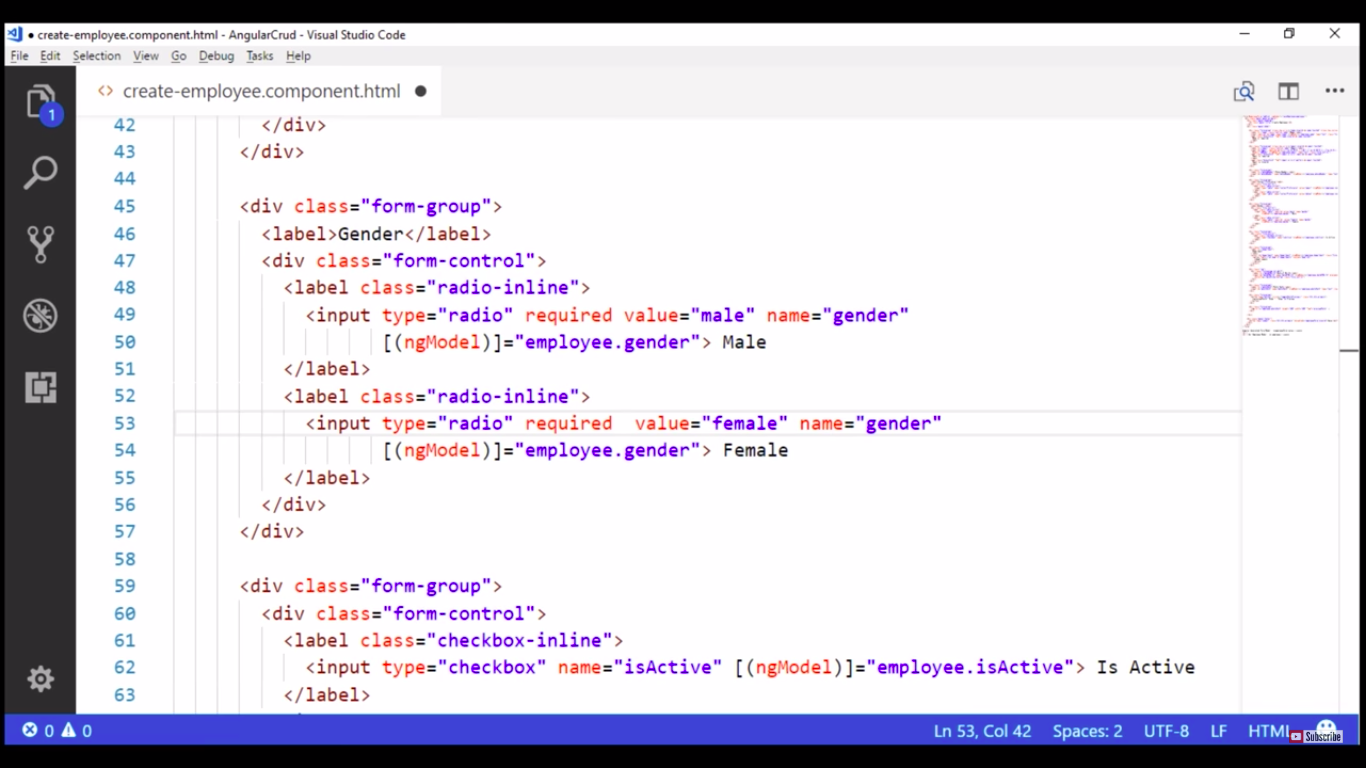 create-employee.component.html - AngularCrud - Visual Studio Code
File Edit Selection View Go Debug Tasks Help
<> create-employee.component.html
1
42 </div>
43 </div>
44
45 <div class="form-group">
46 <label>Gender</label>
47 <div class="form-control">
48 <label class="radio-inline">
49 <input type="radio" required value="male" name="gender"
50 [(ngModel)]="employee.gender"> Male
51 </label>
52 <label class="radio-inline">
53 <input type="radio" required  value="female" name="gender"
54 [(ngModel)]="employee.gender"> Female
55 </label>
56 </div>
57 </div>
58
59 <div class="form-group">
60 <div class="form-control">
61 <label class="checkbox-inline">
62 <input type="checkbox" name="isActive" [(ngModel)]="employee.isActive"> Is Active
63 </label>
0 0 Ln 53, Col 42 Spaces: 2 UTF-8 LF HTML
Subscribe